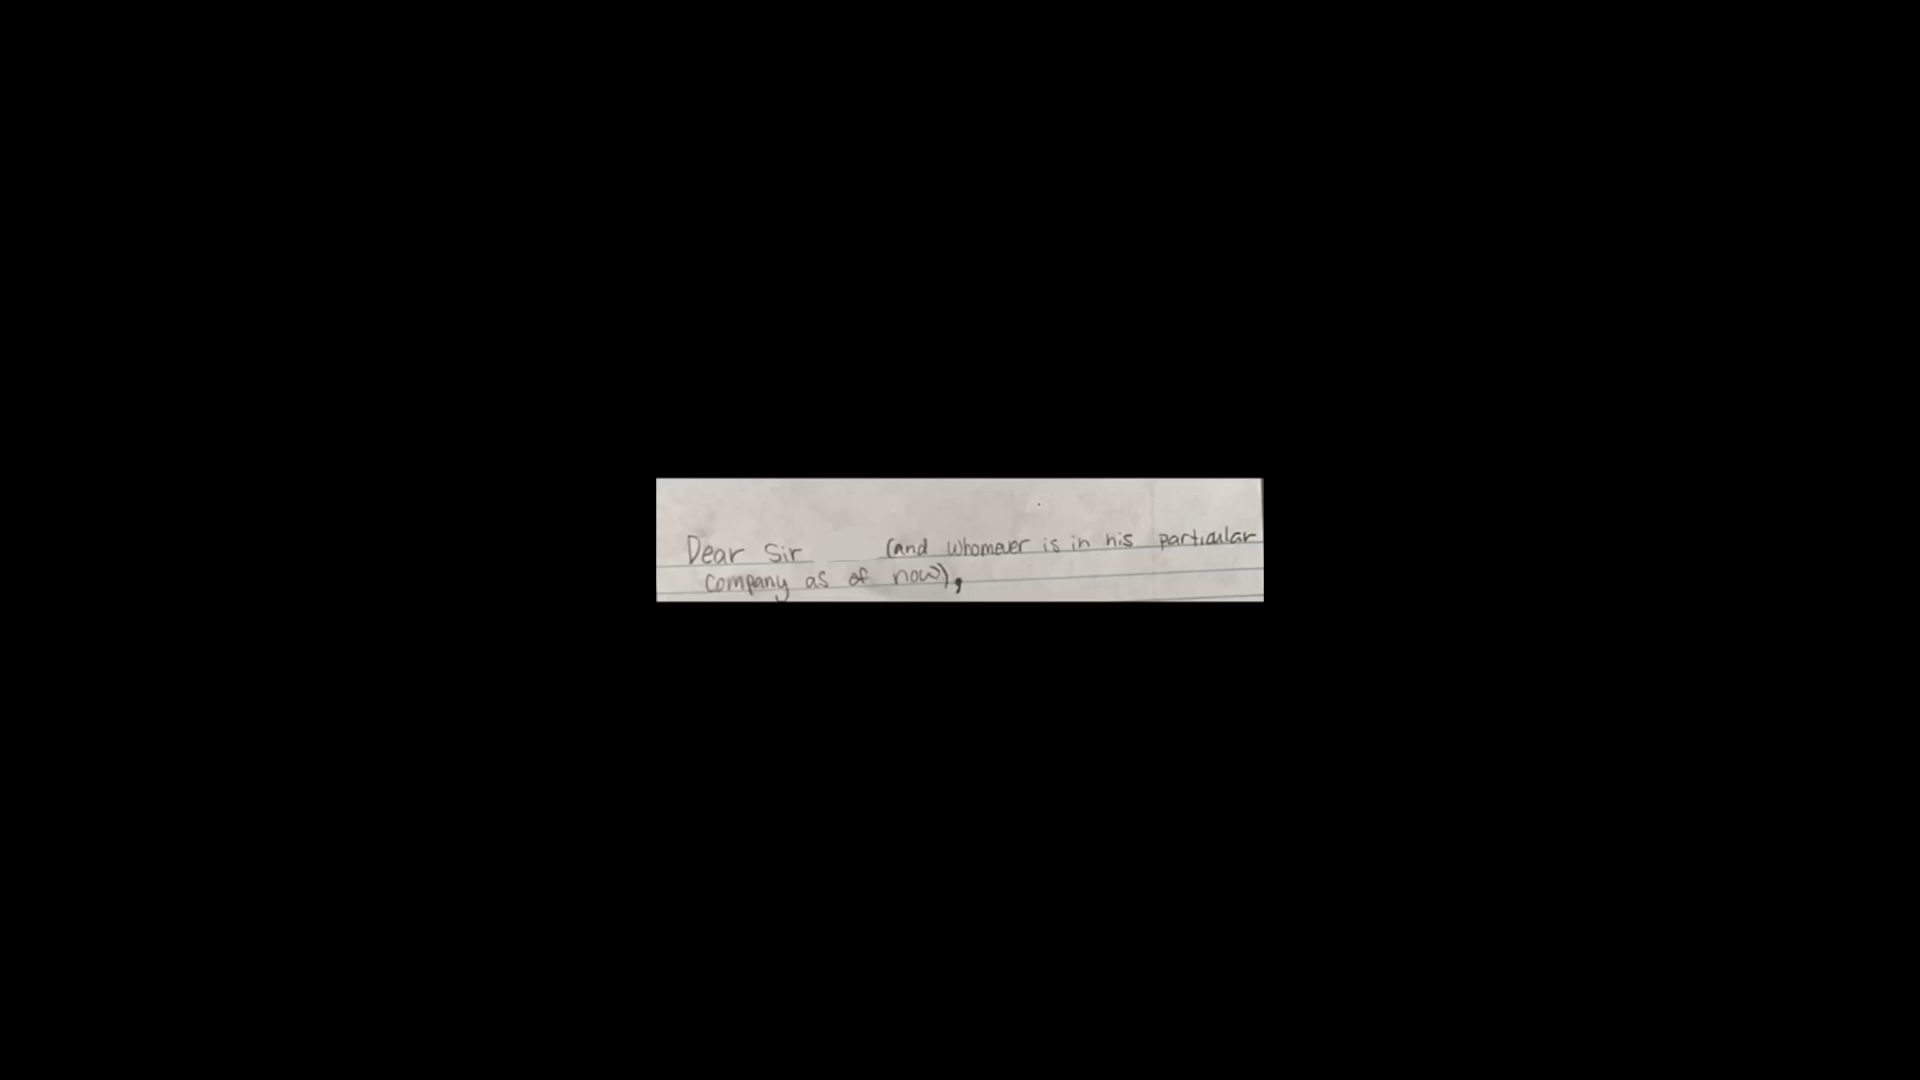 Dear Sir (and whomever is in his particular
company as of now),